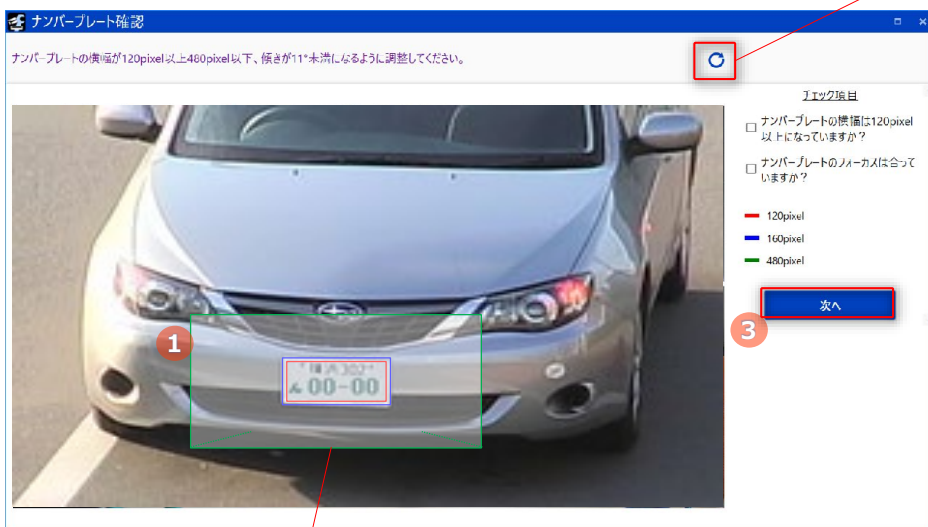 ナンバープレート確認
ナンバープレートの横幅が120pixel以上480pixel以下、傾きが11°未満になるように調整してください。
チェック項目
ナンバープレートの横幅は120pixel
以上になっていますか？
ナンバープレートのフォーカスは合って
いますか？
120pixel
160pixel
480pixel
次へ
1
3
302
00-00